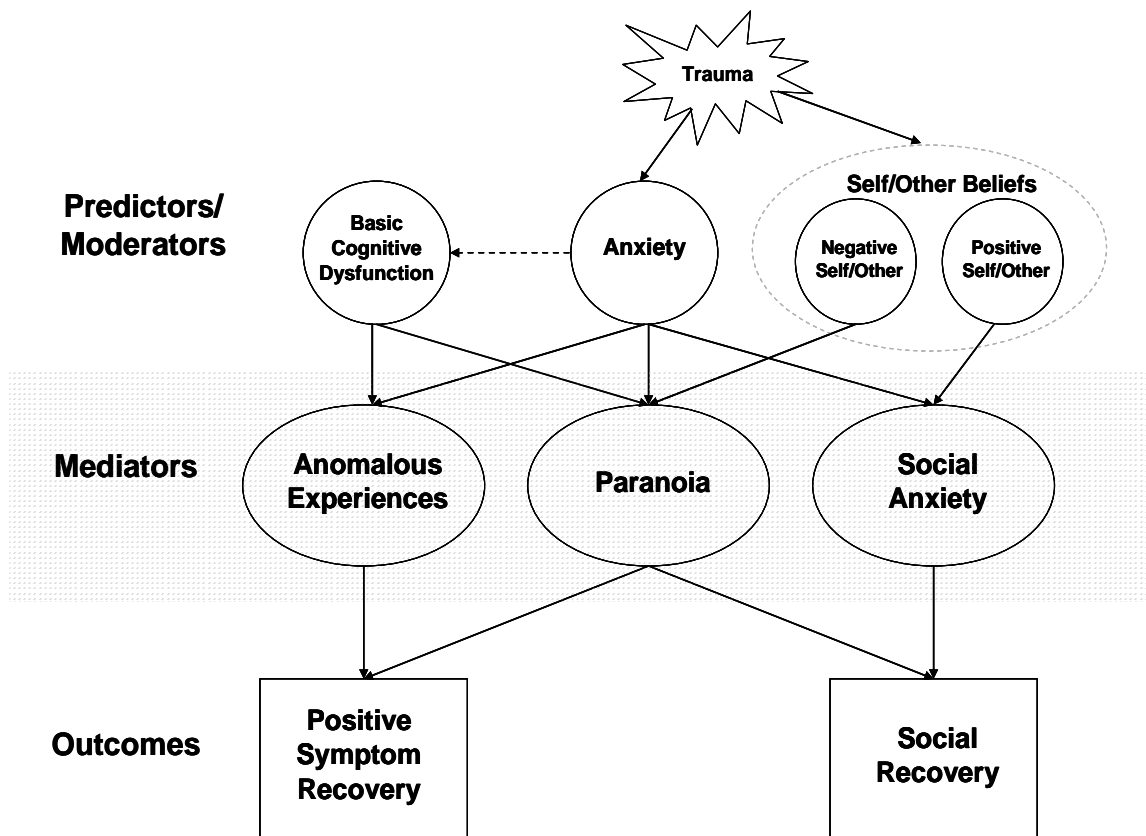 Trauma
Predictors/
Moderators
Basic
Cognitive
Dysfunction
Anxiety
Self/Other Beliefs
Negative
Self/Other
Positive
Self/Other
Mediators
Anomalous
Experiences
Paranoia
Social
Anxiety
Outcomes
Positive
Symptom
Recovery
Social
Recovery